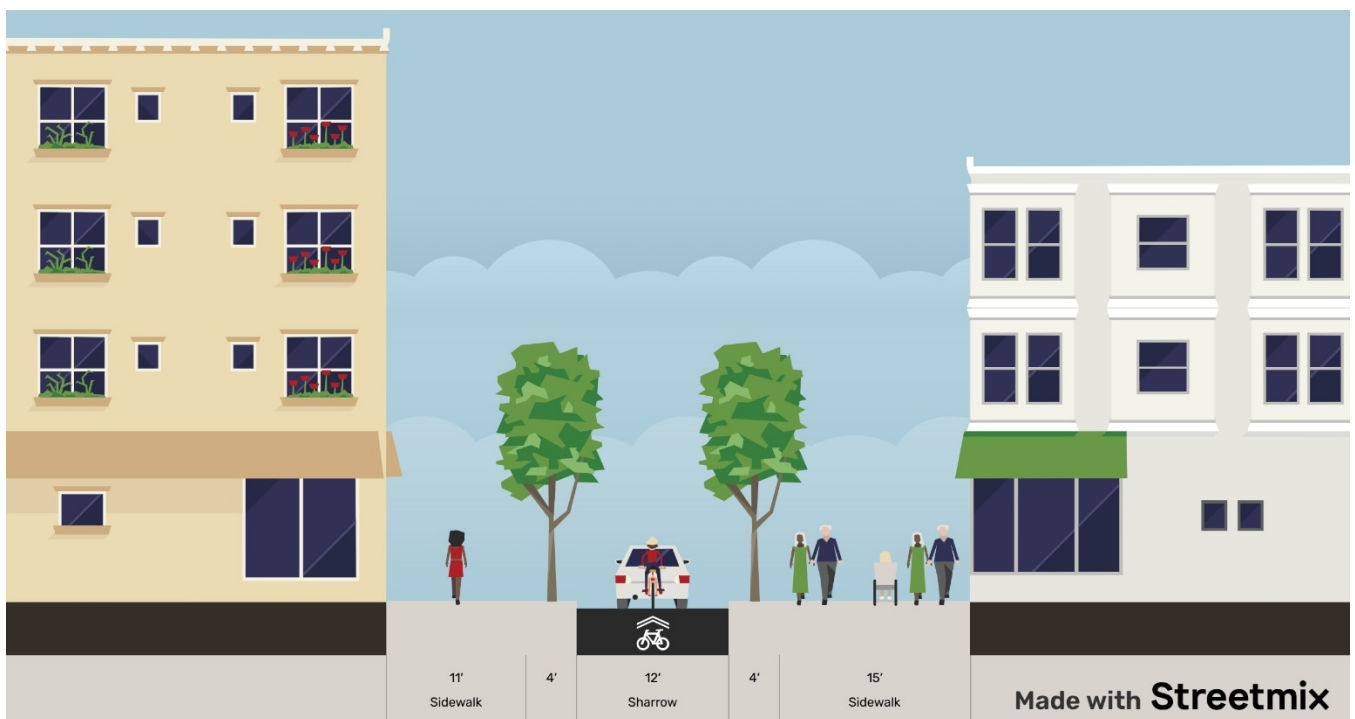 11′
4′
12′
4′
15′
Sidewalk
Sharrow
Sidewalk
Made with Streetmix